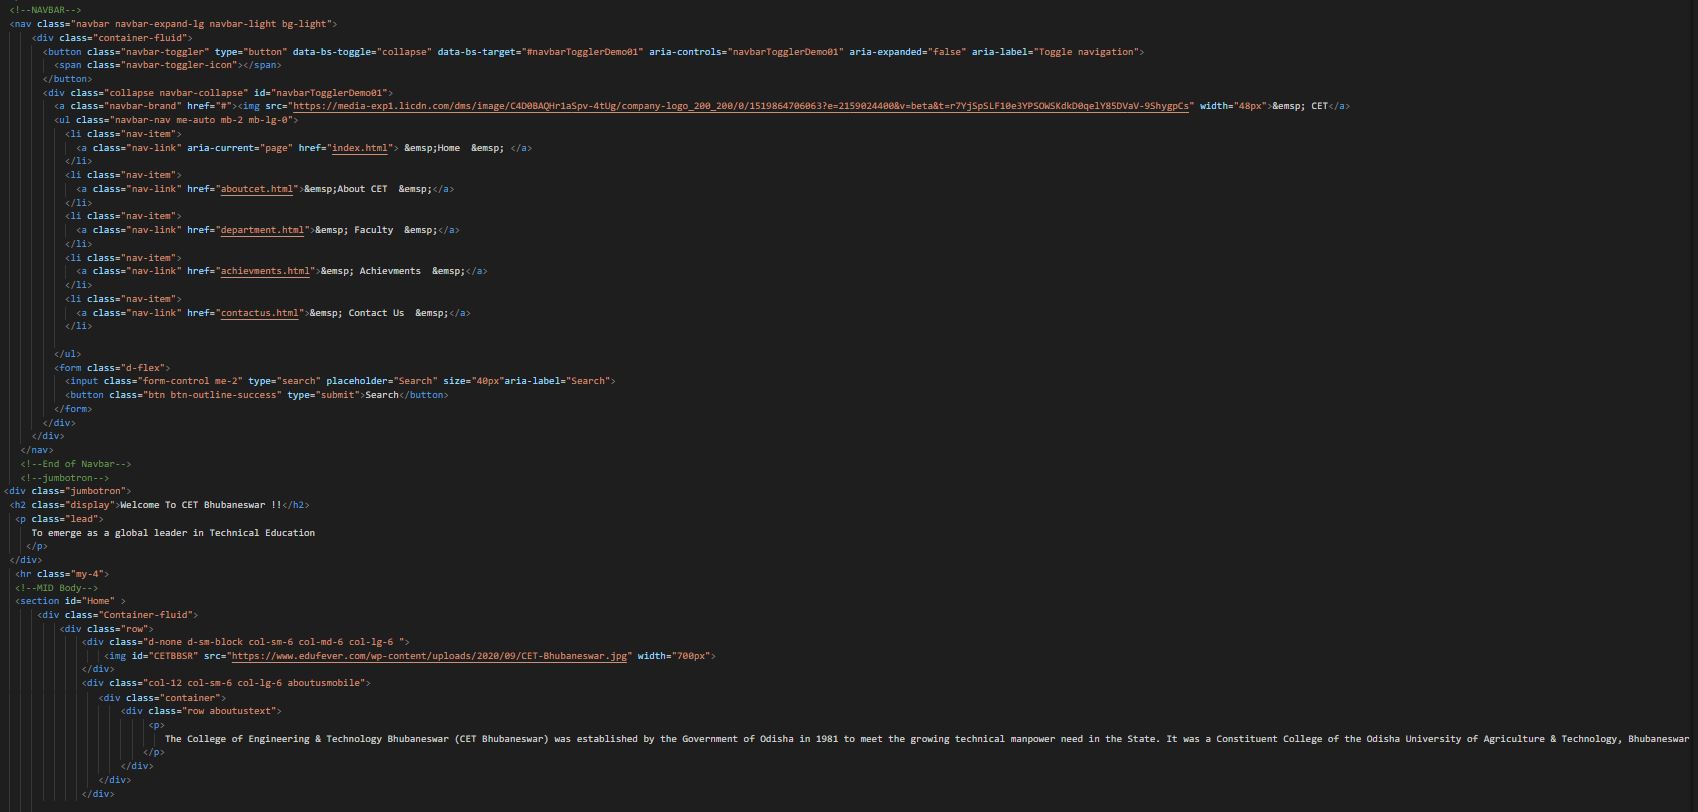 <!--NAVBAR-->
<nav class="navbar navbar-expand-lg navbar-light bg-light">
<div class="container-fluid">
<button class="navbar-toggler" type="button" data-bs-toggle="collapse" data-bs-target="#navbarTogglerDemo01" aria-controls="navbarTogglerDemo01" aria-expanded="false" aria-label="Toggle navigation">
<span class="navbar-toggler-icon"></span>
</button>
<div class="collapse navbar-collapse" id="navbarTogglerDemo01">
<a class="navbar-brand" href="#"><img src="https://media-exp1.licdn.com/dms/image/C4D0BAQHr1aSpv-4tUg/company-logo_200_200/0/1519864706063?e=2159024400&v=beta&t=r7YjSpSLF10e3YPSOWSKdkD0qelY85DVaV-9ShygpCs" width="48px">&emsp; CET</a>
<ul class="navbar-nav me-auto mb-2 mb-lg-0">
<li class="nav-item">
<a class="nav-link" aria-current="page" href="index.html"> &emsp;Home  &emsp; </a>
</li>
<li class="nav-item">
<a class="nav-link" href="aboutcet.html">&emsp;About CET  &emsp;</a>
</li>
<li class="nav-item">
<a class="nav-link" href="department.html">&emsp; Faculty  &emsp;</a>
</li>
<li class="nav-item">
<a class="nav-link" href="achievments.html">&emsp; Achievments  &emsp;</a>
</li>
<li class="nav-item">
<a class="nav-link" href="contactus.html">&emsp; Contact Us  &emsp;</a>
</li>
</ul>
<form class="d-flex">
<input class="form-control me-2" type="search" placeholder="Search" size="40px"aria-label="Search">
<button class="btn btn-outline-success" type="submit">Search</button>
</form>
</div>
</div>
</nav>
<!--End of Navbar-->
<!--jumbotron-->
<div class="jumbotron">
<h2 class="display">Welcome To CET Bhubaneswar !!</h2>
<p class="lead">
To emerge as a global leader in Technical Education
</p>
</div>
<hr class="my-4">
<!--MID Body-->
<section id="Home" >
<div class="Container-fluid">
<div class="row">
<div class="d-none d-sm-block col-sm-6 col-md-6 col-lg-6 ">
<img id="CETBBSR" src="https://www.edufever.com/wp-content/uploads/2020/09/CET-Bhubaneswar.jpg" width="700px">
</div>
<div class="col-12 col-sm-6 col-lg-6 aboutusmobile">
<div class="container">
<div class="row aboutustext">
<p>
The College of Engineering & Technology Bhubaneswar (CET Bhubaneswar) was established by the Government of Odisha in 1981 to meet the growing technical manpower need in the State. It was a Constituent College of the Odisha University of Agriculture & Technology, Bhubaneswar
</p>
</div>
</div>
</div>